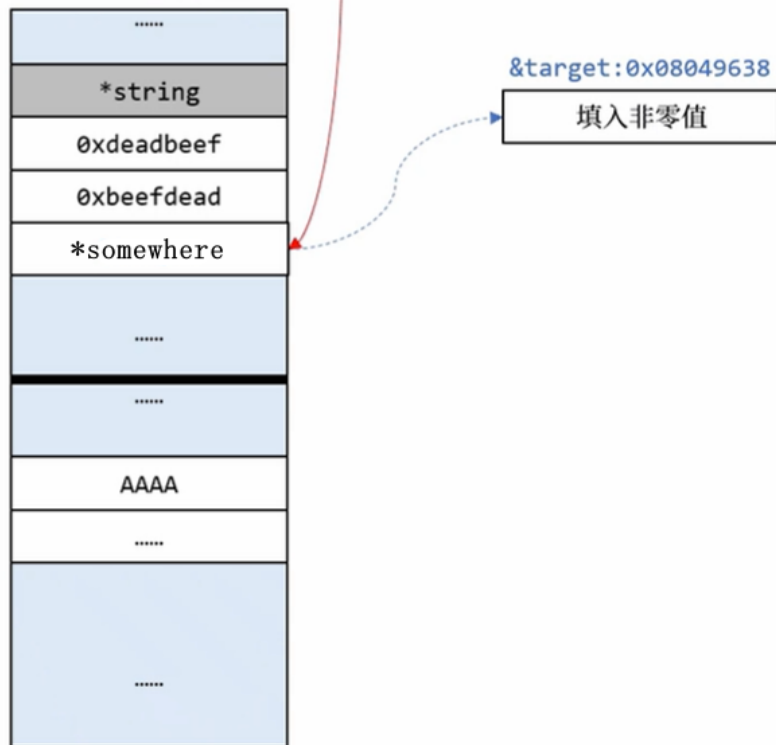 ......
*string
&target:0x08049638
填入非零值
0xdeadbeef
0xbeefdead
*somewhere
......
......
AAAA
......
......